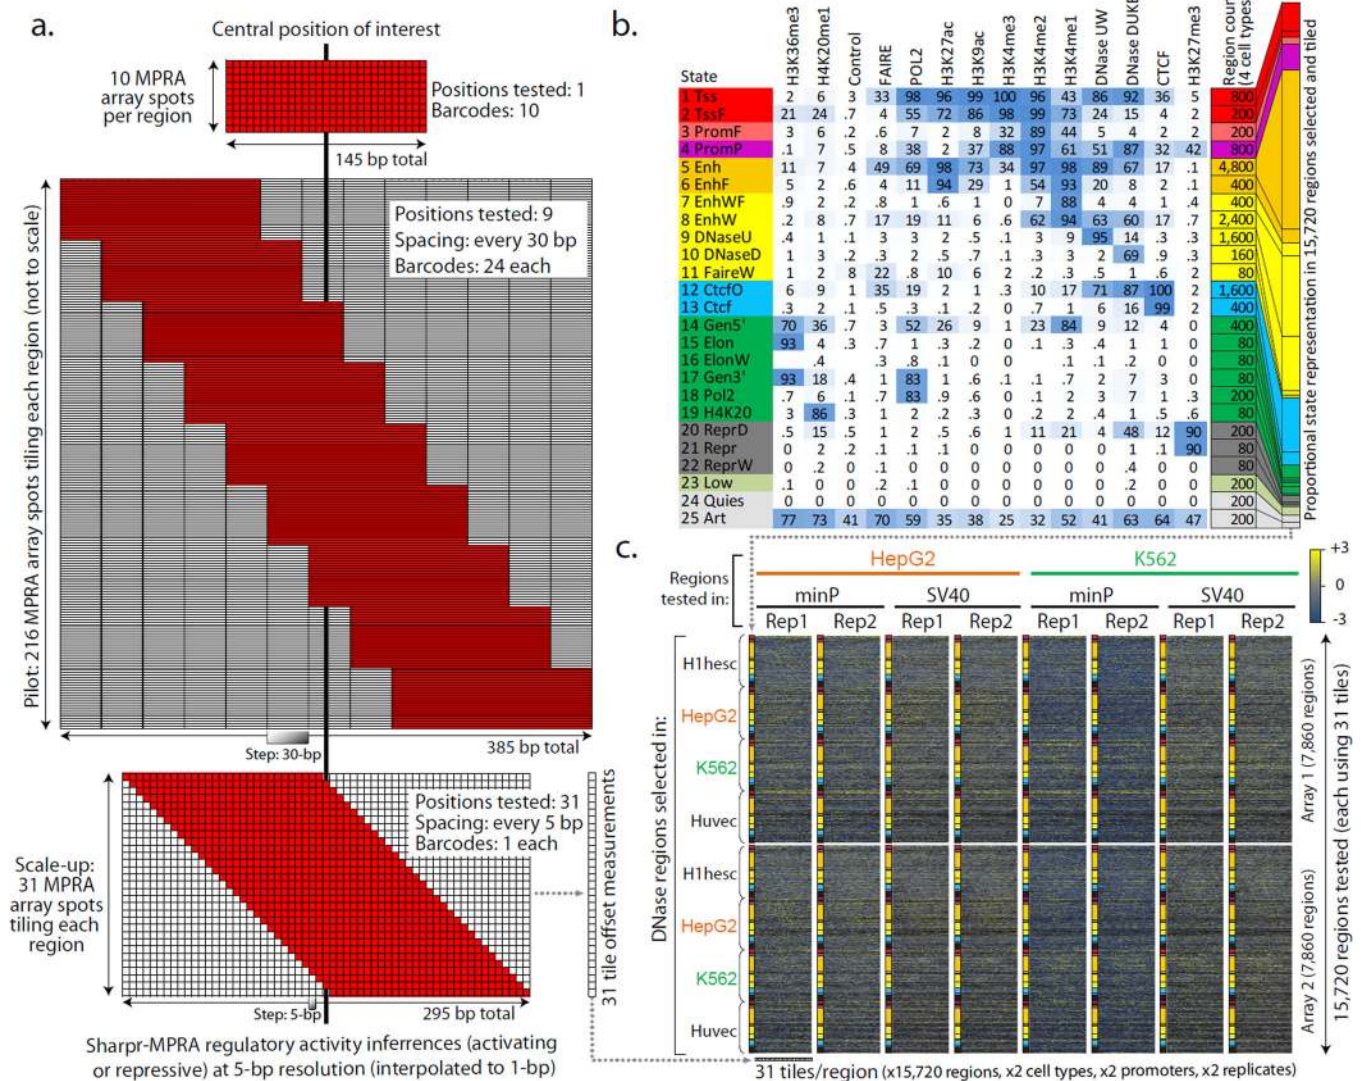 a.
Central position of interest
10 MPRA
array spots
per region
Positions tested: 1
Barcodes: 10
145 bp total
Pilot: 216 MPRA array spots tiling each region (not to scale)
Positions tested: 9
Spacing: every 30 bp
Barcodes: 24 each
Step: 30-bp
385 bp total
Scale-up:
31 MPRA
array spots
tiling each
region
Positions tested: 31
Spacing: every 5 bp
Barcodes: 1 each
31 tile offset measurements
Step: 5-bp
295 bp total
Sharpr-MPRA regulatory activity inferences (activating
or repressive) at 5-bp resolution (interpolated to 1-bp)
b.
State H3K36me3 H4K20me1 Control FAIRE POL2 H3K27ac H3K9ac H3K4me3 H3K4me2 H3K4me1 DNase UW DNase DUKE CTCF H3K27me3 Region count (4 cell types)
1 Tss 2 6 3 33 98 96 99 100 96 43 86 92 36 5 800
2 TssF 21 24 .7 4 55 72 86 98 99 73 24 15 4 2 200
3 PromF 3 6 .2 .6 7 2 8 32 89 44 5 4 2 2 200
4 PromP .1 7 .5 8 38 2 37 88 97 61 51 87 32 42 800
5 Enh 11 7 4 49 69 98 73 34 97 98 89 67 17 .1 4,800
6 EnhF 5 2 .6 4 11 94 29 1 54 93 20 8 2 .1 400
7 EnhWF .9 2 .2 .8 1 .6 1 0 7 88 4 4 1 .4 400
8 EnhW .2 8 .7 17 19 11 6 .6 62 94 63 60 17 .7 2,400
9 DNaseU .4 1 .1 3 3 2 .5 .1 3 9 95 14 .3 .3 1,600
10 DNaseD 1 3 .2 .3 2 .5 .7 .1 .3 3 2 69 .9 .3 160
11 FaireW 1 2 8 22 .8 10 6 2 2 .3 .5 1 .6 2 80
12 CtcfO 6 9 1 35 19 2 1 .3 10 17 71 87 100 2 1,600
13 Ctcf .3 2 .1 .5 .3 .1 .2 0 .7 1 6 16 99 2 400
14 Gen5' 70 36 .7 3 52 26 9 1 23 84 9 12 4 0 400
15 Elon 93 4 .3 .7 1 .3 .2 0 .1 .3 .4 1 1 0 80
16 ElonW .4 .3 .8 .1 0 0 .1 .1 .2 0 0 80
17 Gen3' 93 18 .4 1 83 1 .6 .1 .1 .7 2 7 3 0 80
18 Pol2 .7 6 .1 .7 83 .9 .6 0 .1 .2 2 3 .4 0 200
19 H4K20 3 86 .3 1 2 .2 .3 0 .2 2 .4 1 .5 .6 80
20 ReprD .5 15 .5 1 2 .5 .6 1 11 21 4 48 12 90 200
21 Repr 0 2 .2 .1 0 .1 .1 0 0 0 0 1 .1 90 80
22 ReprW 0 .2 0 .1 0 0 0 0 0 0 0 .4 0 0 80
23 Low 1 1 0 .2 .1 0 0 0 0 0 0 .2 0 0 200
24 Quies 0 0 0 0 0 0 0 0 0 0 0 0 0 0 200
25 Art 77 73 41 70 59 35 38 25 32 52 41 63 64 47 200
Proportional state representation in 15,720 regions selected and tiled
c.
HepG2 K562
Regions
tested in:
minP SV40 minP SV40
Rep1 Rep2 Rep1 Rep2 Rep1 Rep2 Rep1 Rep2
+3
0
-3
DNase regions selected in:
H1hesc
HepG2
K562
Huvec
H1hesc
HepG2
K562
Huvec
Array 1 (7,860 regions)
Array 2 (7,860 regions)
15,720 regions tested (each using 31 tiles)
31 tiles/region (x15,720 regions, x2 cell types, x2 promoters, x2 replicates)